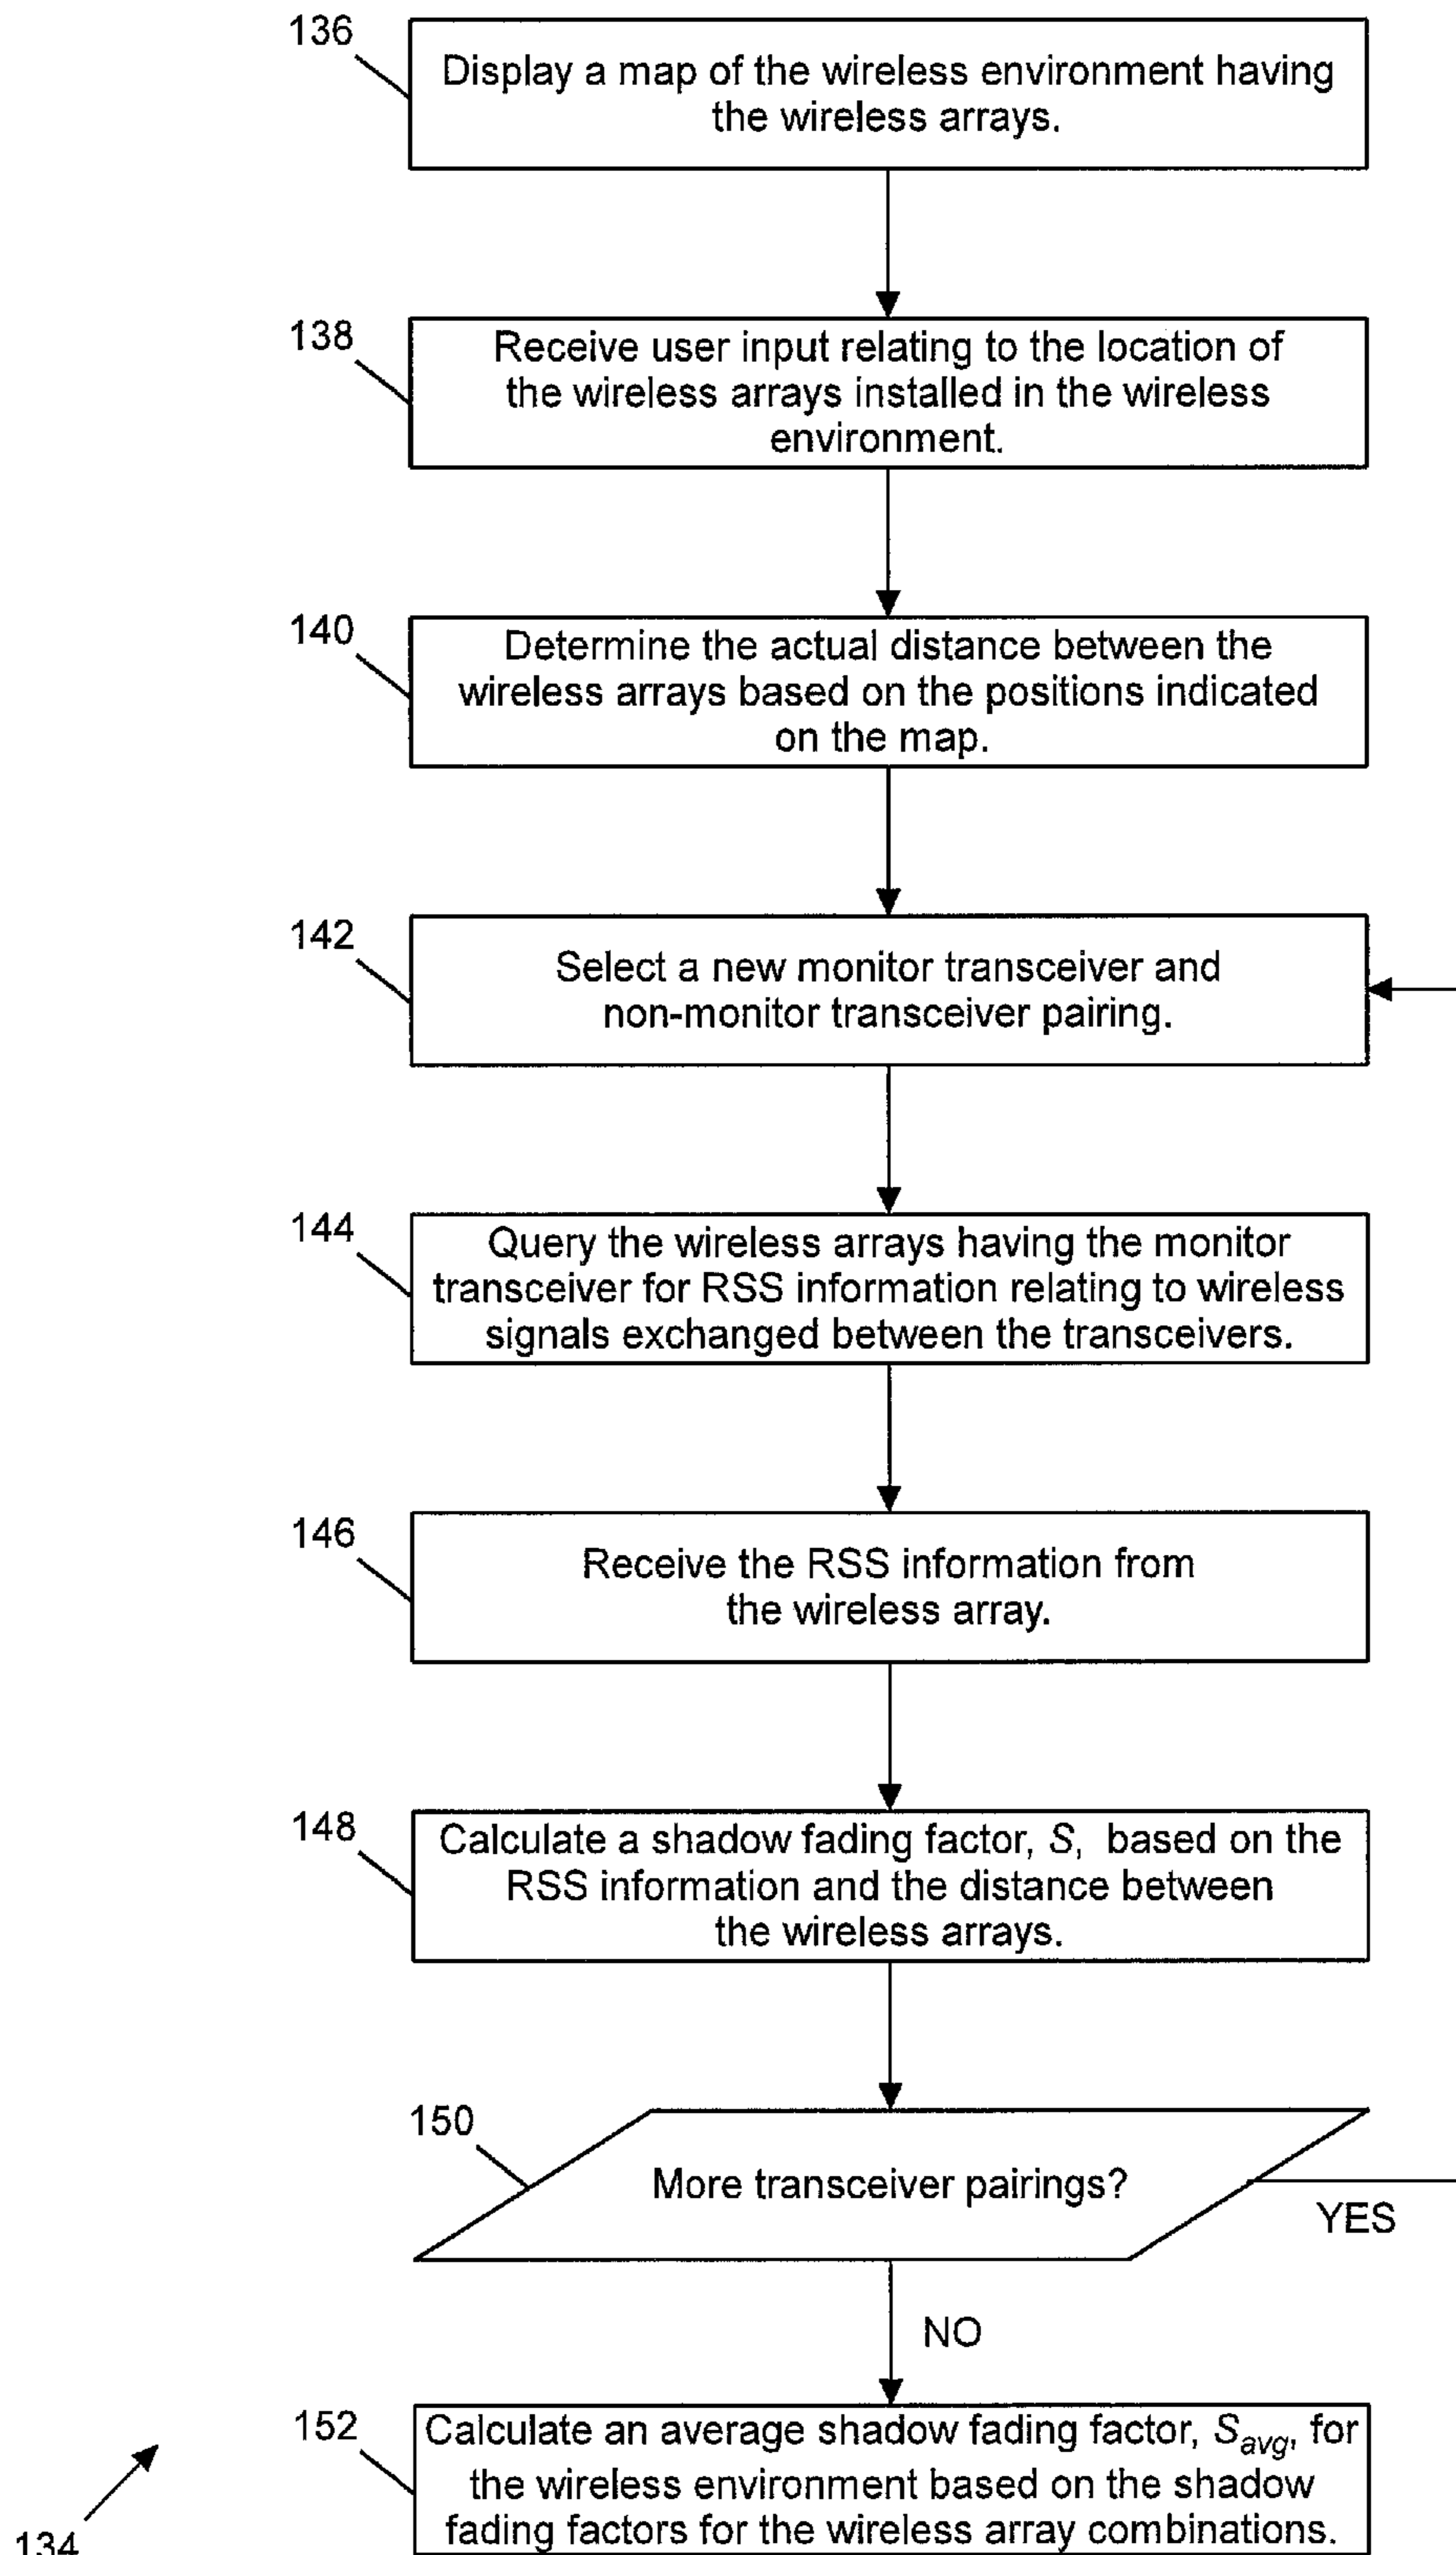 136
Display a map of the wireless environment having
the wireless arrays.
138
Receive user input relating to the location of
the wireless arrays installed in the wireless
environment.
140
Determine the actual distance between the
wireless arrays based on the positions indicated
on the map.
142
Select a new monitor transceiver and
non-monitor transceiver pairing.
144
Query the wireless arrays having the monitor
transceiver for RSS information relating to wireless
signals exchanged between the transceivers.
146
Receive the RSS information from
the wireless array.
148
Calculate a shadow fading factor, S, based on the
RSS information and the distance between
the wireless arrays.
150
More transceiver pairings?
YES
NO
152
Calculate an average shadow fading factor, Savg, for
the wireless environment based on the shadow
fading factors for the wireless array combinations.
134